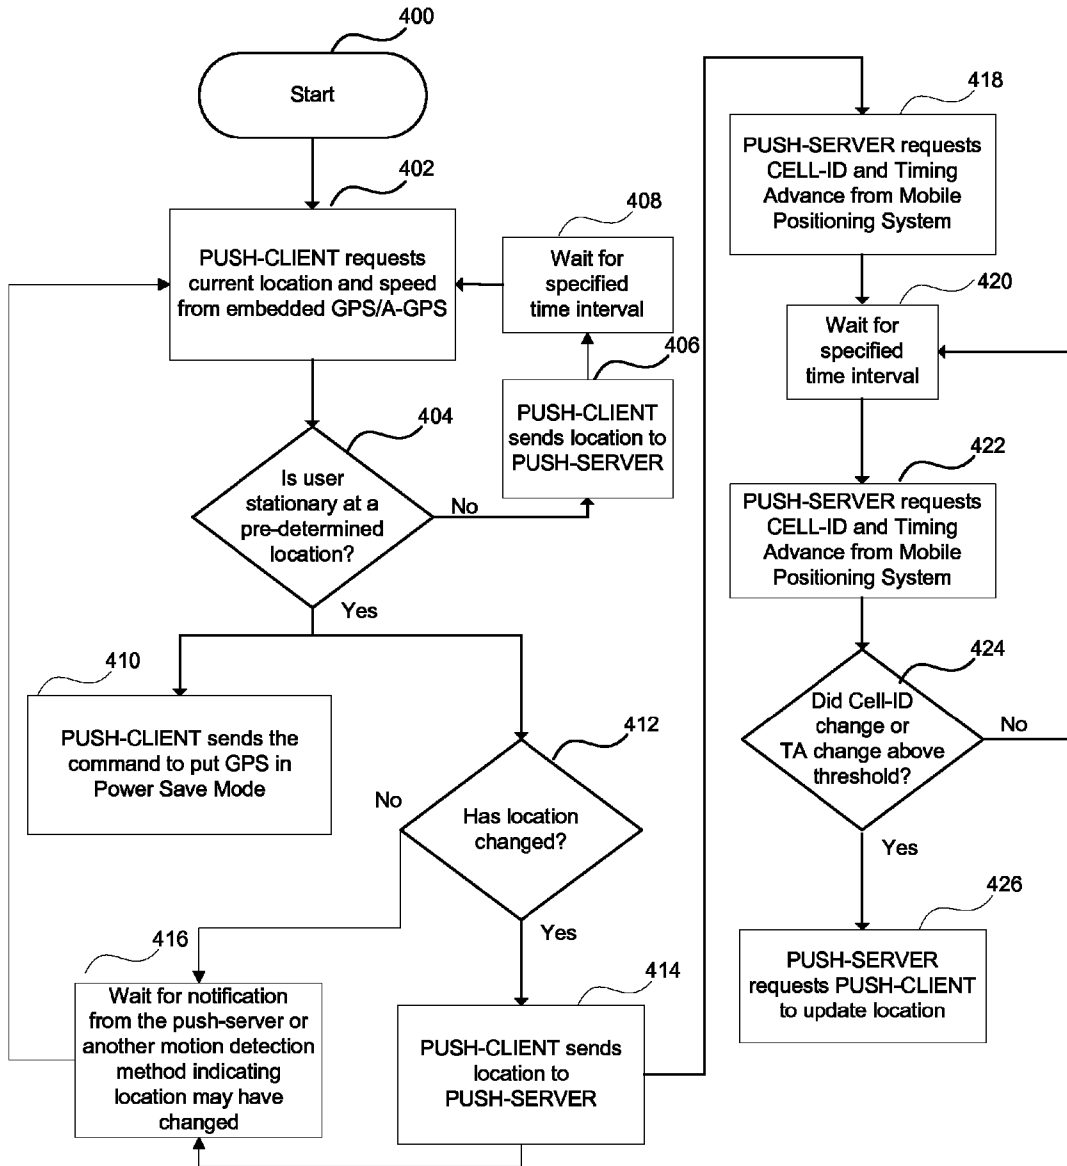 400
Start
402
PUSH-CLIENT requests
current location and speed
from embedded GPS/A-GPS
408
Wait for
specified
time interval
406
PUSH-CLIENT
sends location to
PUSH-SERVER
404
Is user
stationary at a
pre-determined
location?
No
Yes
410
PUSH-CLIENT sends the
command to put GPS in
Power Save Mode
412
Has location
changed?
No
Yes
416
Wait for notification
from the push-server or
another motion detection
method indicating
location may have
changed
414
PUSH-CLIENT sends
location to
PUSH-SERVER
418
PUSH-SERVER requests
CELL-ID and Timing
Advance from Mobile
Positioning System
420
Wait for
specified
time interval
422
PUSH-SERVER requests
CELL-ID and Timing
Advance from Mobile
Positioning System
424
Did Cell-ID
change or
TA change above
threshold?
No
Yes
426
PUSH-SERVER
requests PUSH-CLIENT
to update location